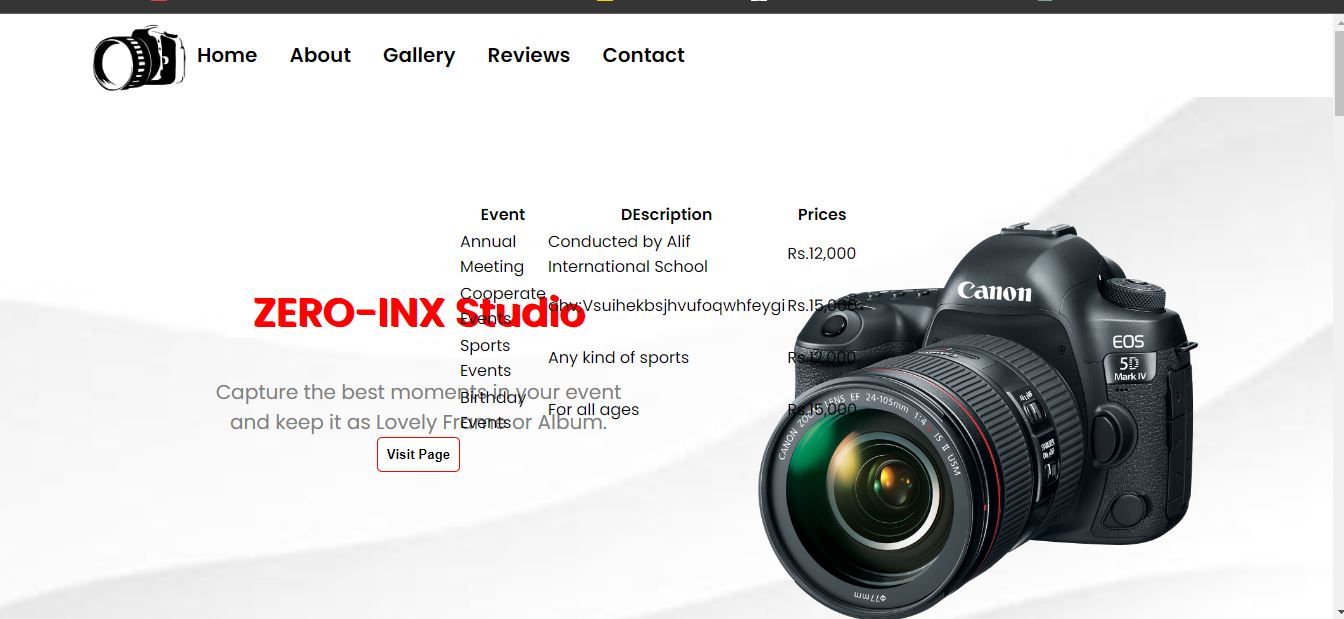 Home About Gallery Reviews Contact
Event DEscription Prices
Annual Meeting
Conducted by Alif International School
Rs.12,000
Cooperate Events
Rs.15,000
Sports Events
Any kind of sports
Rs.12,000
Birthday Events
For all ages
Rs.15,000
ZERO-INX Studio
Capture the best moments in your event
and keep it as Lovely Frame or Album.
Visit Page
Canon
EOS
5D
Mark IV
CANON ZOOM LENS EF 24-105mm 1:4 L IS II USM
Ф77mm